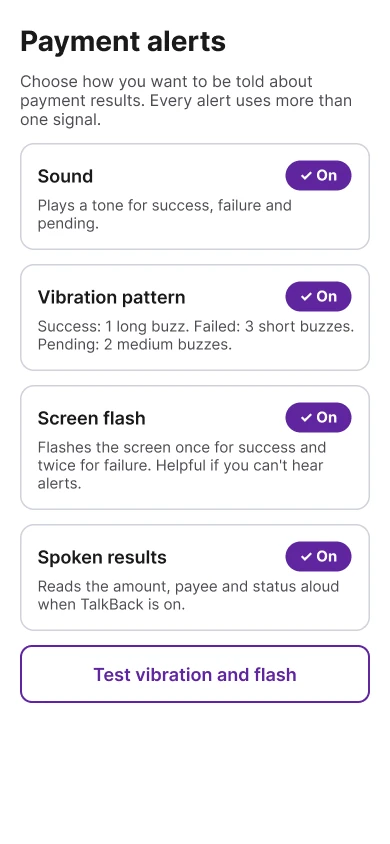 Payment alerts
Choose how you want to be told about
payment results. Every alert uses more than
one signal.
Sound
✓ On
Plays a tone for success, failure and
pending.
Vibration pattern
✓ On
Success: 1 long buzz. Failed: 3 short buzzes.
Pending: 2 medium buzzes.
Screen flash
✓ On
Flashes the screen once for success and
twice for failure. Helpful if you can't hear
alerts.
Spoken results
✓ On
Reads the amount, payee and status aloud
when TalkBack is on.
Test vibration and flash